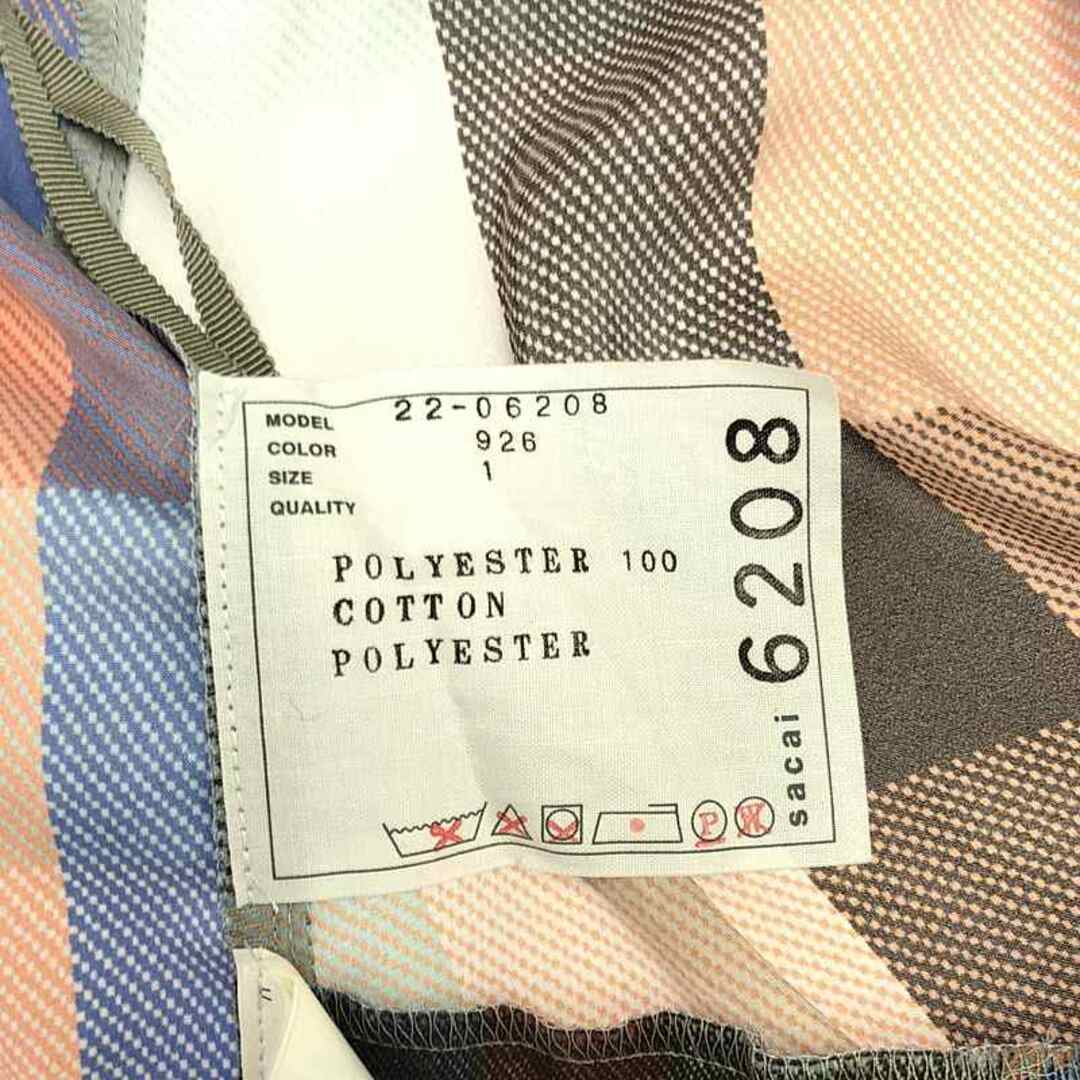 MODEL 22-06208
COLOR 926
SIZE 1
QUALITY
POLYESTER 100
COTTON
POLYESTER
P
W
sacai 6208